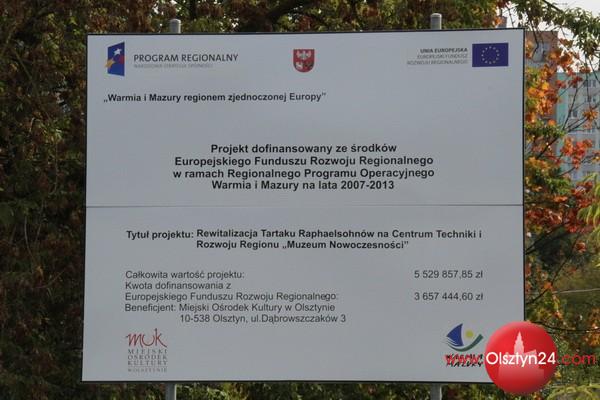 PROGRAM REGIONALNY
NARODOWA STRATEGIA SPÓJNOŚCI
UNIA EUROPEJSKA
EUROPEJSKI FUNDUSZ
ROZWOJU REGIONALNEGO
„Warmia i Mazury regionem zjednoczonej Europy”
Projekt dofinansowany ze środków
Europejskiego Funduszu Rozwoju Regionalnego
w ramach Regionalnego Programu Operacyjnego
Warmia i Mazury na lata 2007-2013
Tytuł projektu: Rewitalizacja Tartaku Raphaelsohnów na Centrum Techniki i
Rozwoju Regionu „Muzeum Nowoczesności”
Całkowita wartość projektu: 5 529 857,85 zł
Kwota dofinansowania z
Europejskiego Funduszu Rozwoju Regionalnego: 3 657 444,60 zł
Beneficjent: Miejski Ośrodek Kultury w Olsztynie
10-538 Olsztyn, ul.Dąbrowszczaków 3
MOK
MIEJSKI
OŚRODEK
KULTURY
W OLSZTYNIE
WARMIA
MAZURY
www.Olsztyn24.com